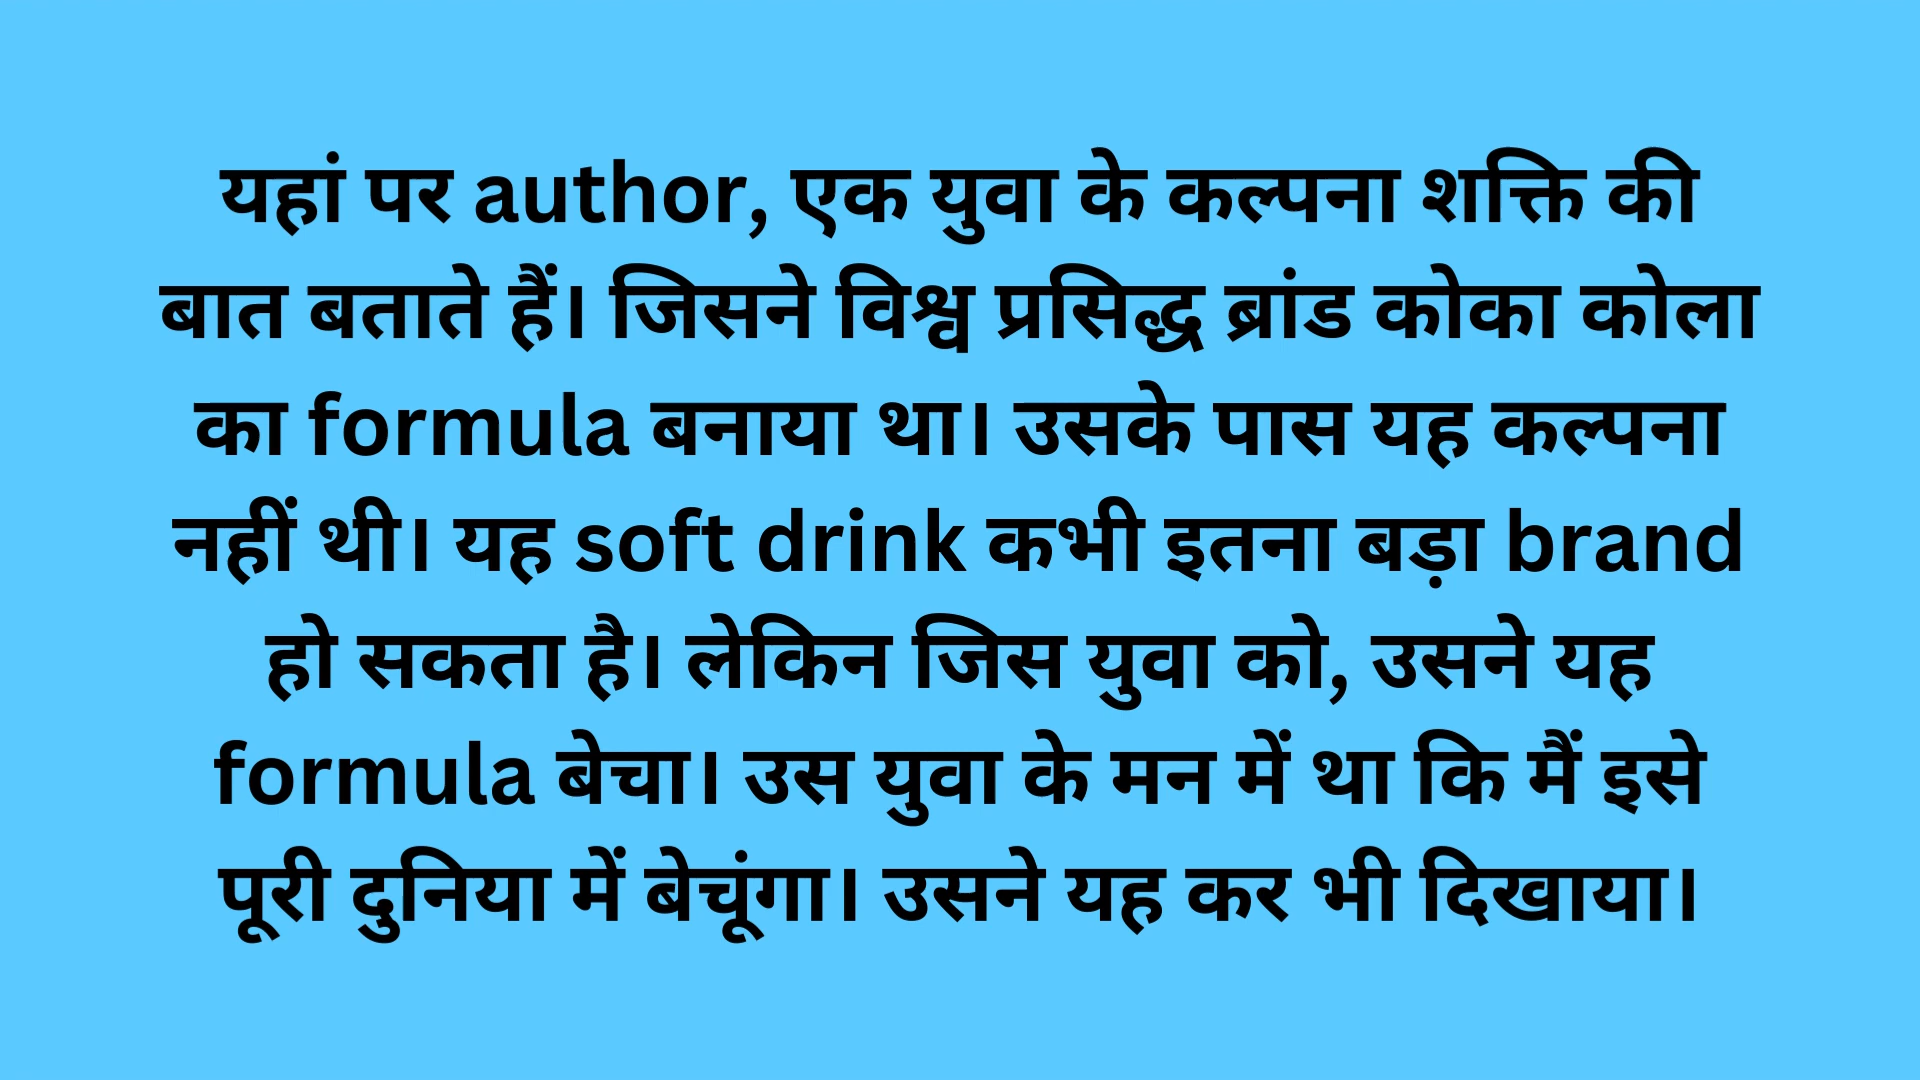 यहां पर author, एक युवा के कल्पना शक्ति की
बात बताते हैं। जिसने विश्व प्रसिद्ध ब्रांड कोका कोला
का formula बनाया था। उसके पास यह कल्पना
नहीं थी। यह soft drink कभी इतना बड़ा brand
हो सकता है। लेकिन जिस युवा को, उसने यह
formula बेचा। उस युवा के मन में था कि मैं इसे
पूरी दुनिया में बेचूंगा। उसने यह कर भी दिखाया।